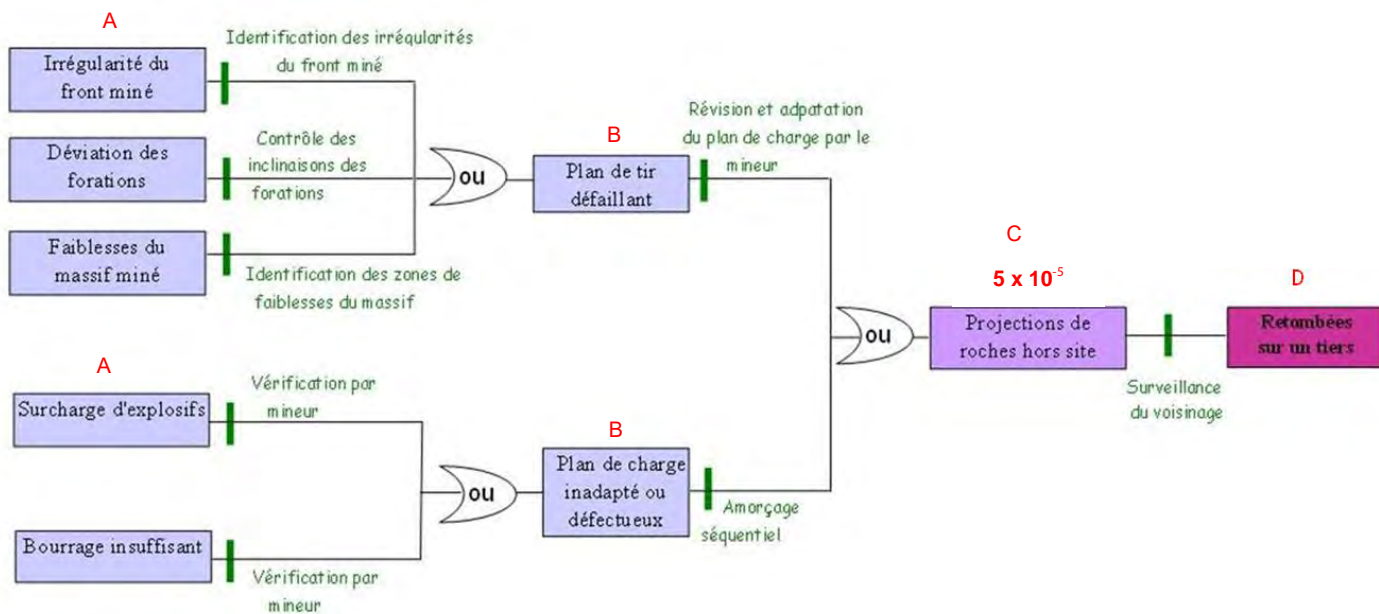 A
Irrégularité du
front miné
Identification des irréqularités
du front miné
Déviation des
forations
Contrôle des
inclinaisons des
forations
Faiblesses du
massif miné
Identification des zones de
faiblesses du massif
ou
B
Plan de tir
défaillant
Révision et adpatation
du plan de charge par le
mineur
A
Surcharge d'explosifs
Vérification par
mineur
Bourrage insuffisant
Vérification par
mineur
ou
B
Plan de charge
inadapté ou
défectueux
Amorçage
séquentiel
ou
C
5 x 10⁻⁵
Projections de
roches hors site
Surveillance
du voisinage
D
Retombées
sur un tiers